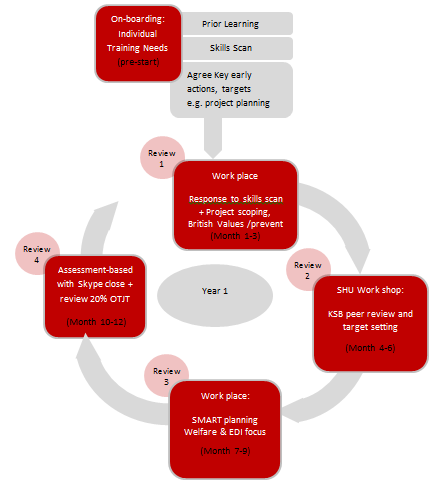 On-boarding:
Individual
Training Needs
(pre-start)
Prior Learning
Skills Scan
Agree Key early
actions, targets
e.g. project planning
Review
1
Work place
Response to skills scan
+ Project scoping,
British Values /prevent
(Month 1-3)
Review
2
SHU Work shop:
KSB peer review and
target setting
(Month 4-6)
Year 1
Review
4
Assessment-based
with Skype close +
review 20% OTJT
(Month 10-12)
Review
3
Work place:
SMART planning
Welfare & EDI focus
(Month 7-9)